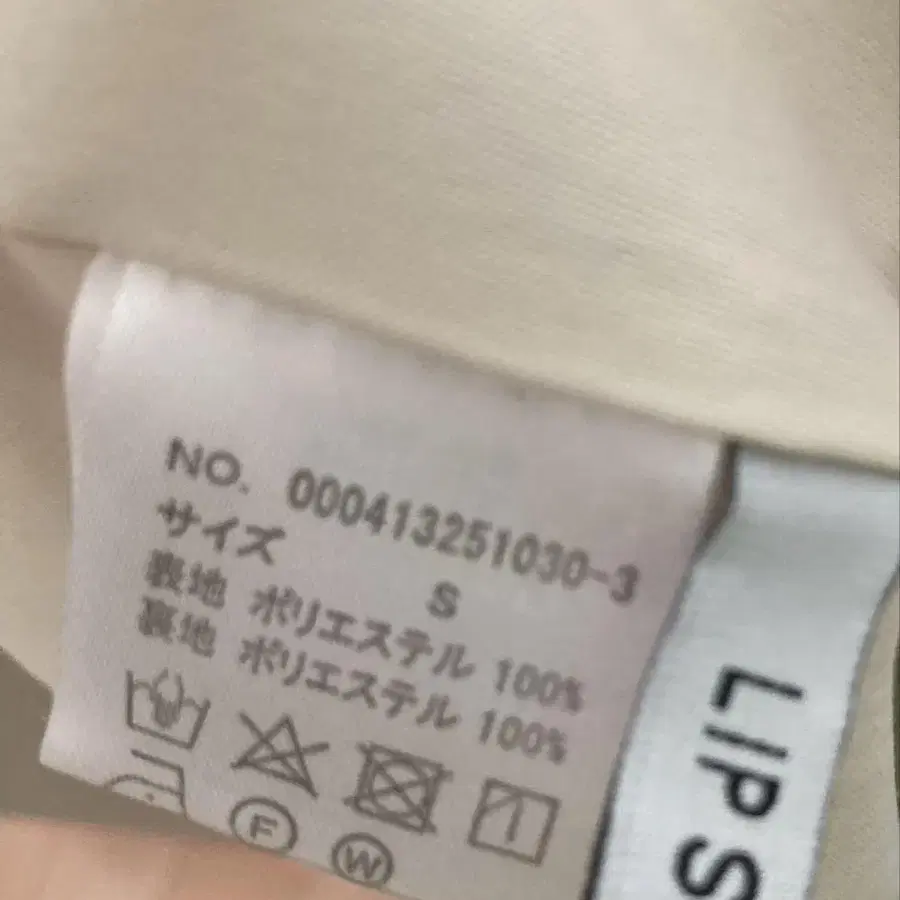 NO. 000413251030-3
サイズ S
表地 ポリエステル 100%
裏地 ポリエステル 100%
F
W
LIPS